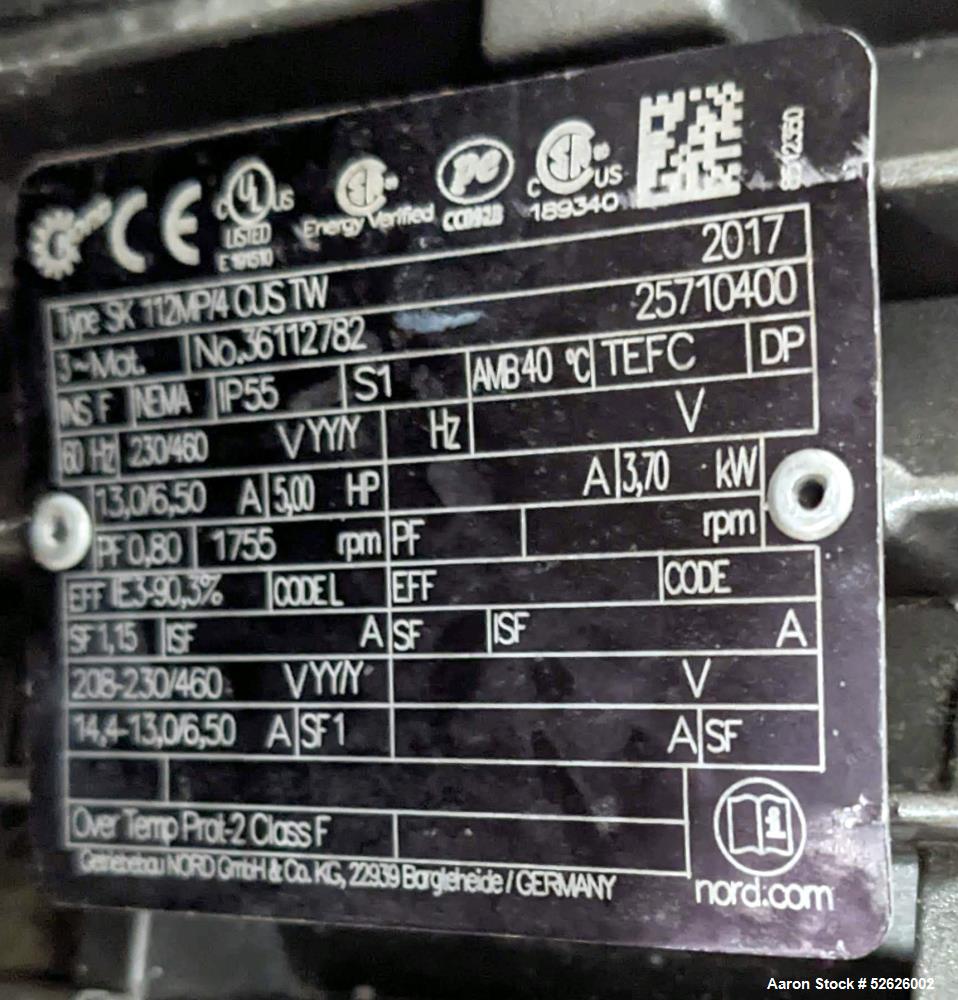 CE
C UL US
LISTED
E191510
Energy Verified
CC092B
C US
189340
2017
Type SK 112MP/4 CUS TW 25710400
3~Mot. No.36112782
INS F NEMA IP55 S1 AMB40 °C TEFC DP
60 Hz 230/460 V YY/Y Hz V
13,0/6,50 A 5,00 HP A 3,70 kW
PF 0,80 1755 rpm PF rpm
EFF IE3-90,3% CODE L EFF CODE
SF 1,15 ISF A SF ISF A
208-230/460 V YY/Y V
14,4-13,0/6,50 A SF 1 A SF
Over Temp Prot-2 Class F
Getriebebau NORD GmbH & Co. KG, 22939 Bargteheide / GERMANY
nord.com
Aaron Stock # 52626002